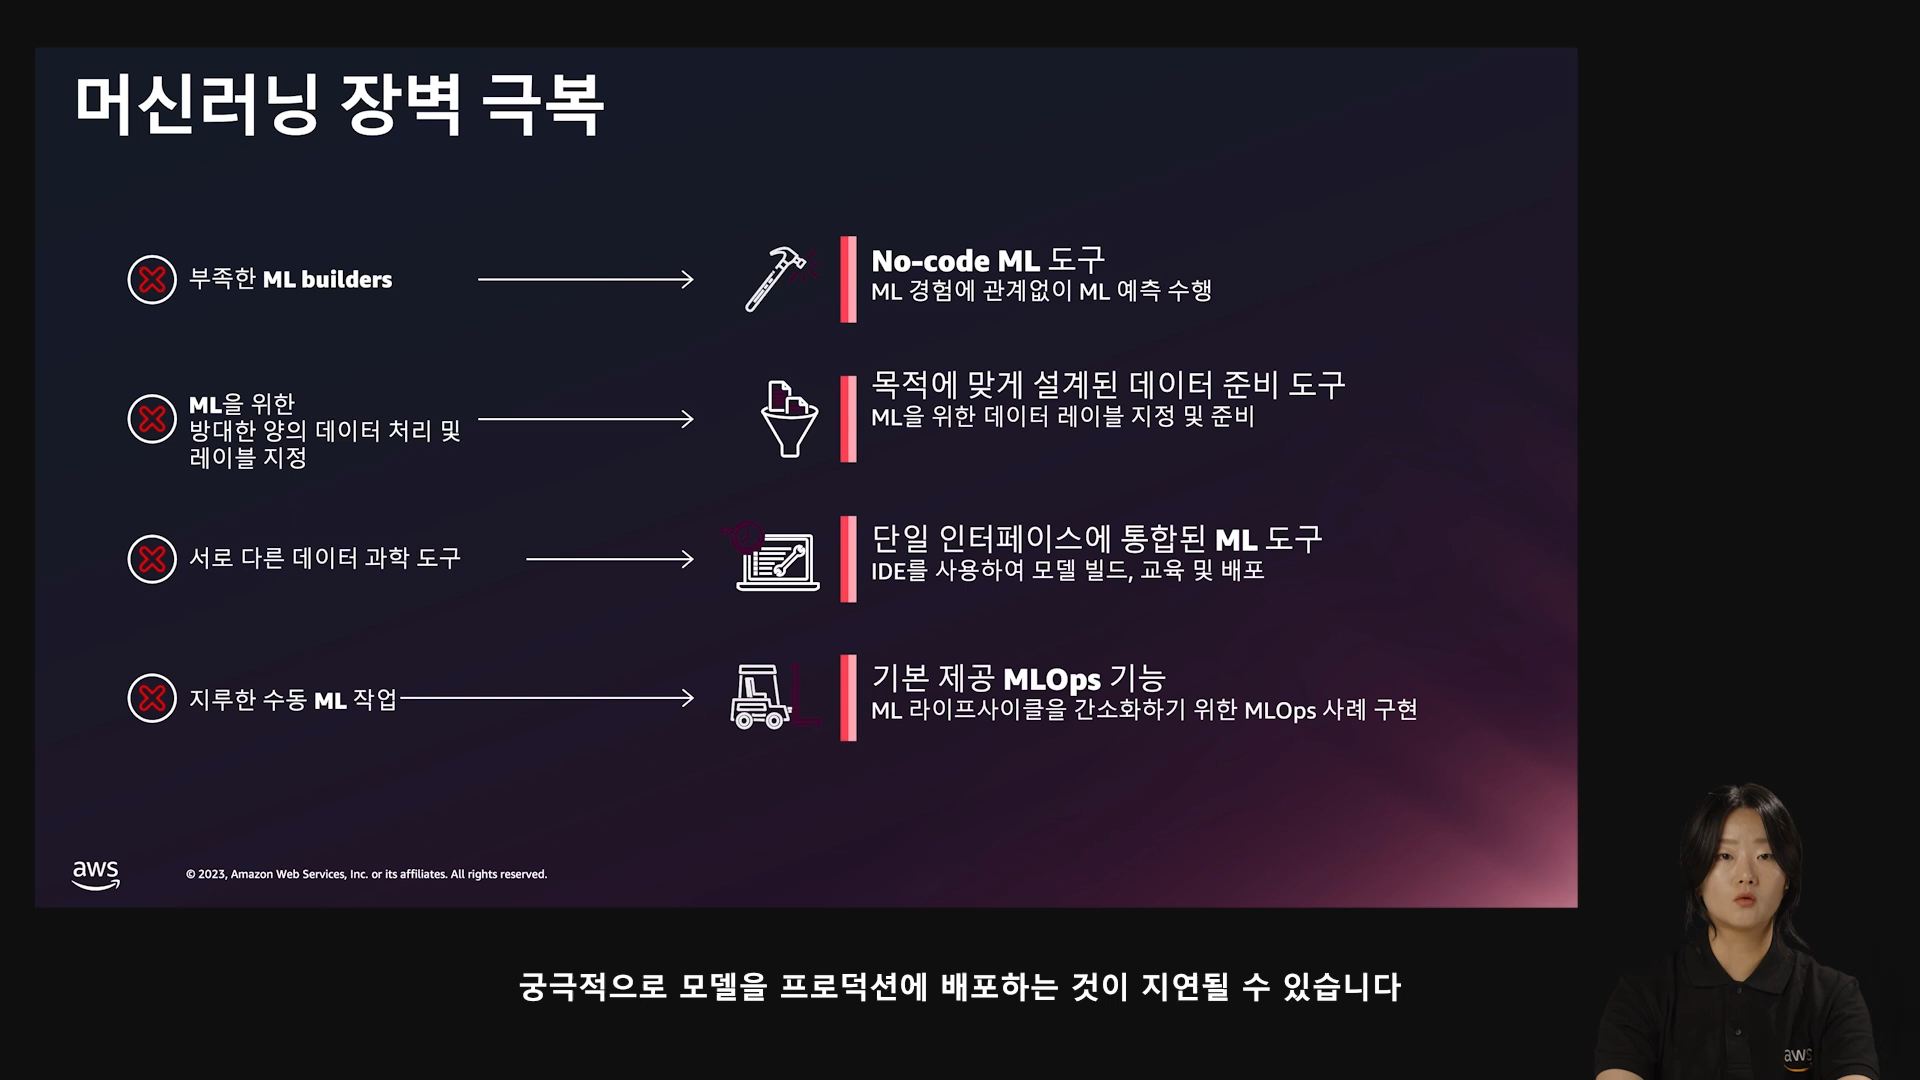 머신러닝 장벽 극복
부족한 ML builders
No-code ML 도구
ML 경험에 관계없이 ML 예측 수행
ML을 위한
방대한 양의 데이터 처리 및
레이블 지정
목적에 맞게 설계된 데이터 준비 도구
ML을 위한 데이터 레이블 지정 및 준비
서로 다른 데이터 과학 도구
단일 인터페이스에 통합된 ML 도구
IDE를 사용하여 모델 빌드, 교육 및 배포
지루한 수동 ML 작업
기본 제공 MLOps 기능
ML 라이프사이클을 간소화하기 위한 MLOps 사례 구현
aws
© 2023, Amazon Web Services, Inc. or its affiliates. All rights reserved.
궁극적으로 모델을 프로덕션에 배포하는 것이 지연될 수 있습니다
aws